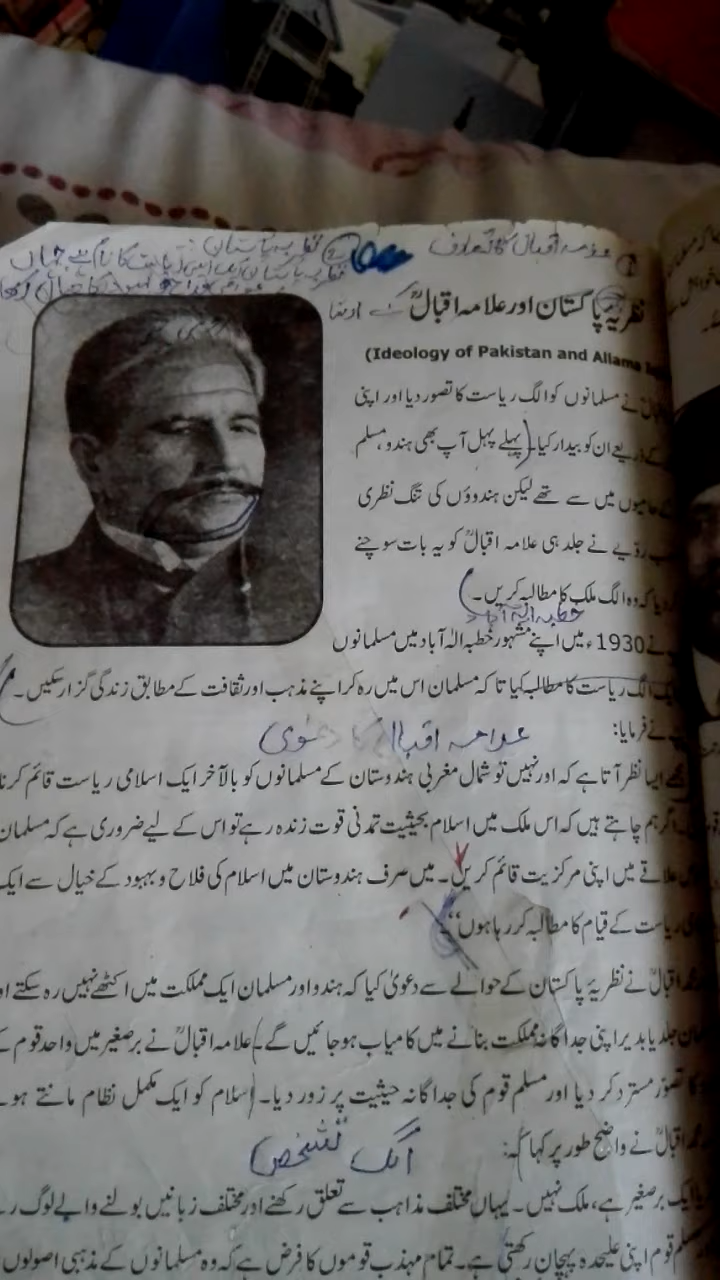 علامہ اقبال کا تعارف
نظریہ پاکستان:
نظریہ پاکستان اور علامہ اقبالؒ کے ارشادات
(Ideology of Pakistan and Allama
نے مسلمانوں کو الگ ریاست کا تصور دیا اور اپنی
کے ذریعے ان کو بیدار کیا۔ (پہلے پہل آپ بھی ہندو، مسلم
کے حامیوں میں سے تھے لیکن ہندوؤں کی تنگ نظری
رویّے نے جلد ہی علامہ اقبالؒ کو یہ بات سوچنے
دیا کہ وہ الگ ملک کا مطالبہ کریں۔)
خطبہ الہ آباد
نے 1930ء میں اپنے مشہور خطبہ الٰہ آباد میں مسلمانوں
الگ ریاست کا مطالبہ کیا تاکہ مسلمان اس میں رہ کر اپنے مذہب اور ثقافت کے مطابق زندگی گزار سکیں۔)
نے فرمایا:
علامہ اقبال کا دعوی
ایسا نظر آتا ہے کہ اور نہیں تو شمال مغربی ہندوستان کے مسلمانوں کو بالآخر ایک اسلامی ریاست قائم کرنا
اگر ہم چاہتے ہیں کہ اس ملک میں اسلام بحیثیت تمدنی قوت زندہ رہے تو اس کے لیے ضروری ہے کہ مسلمان
علاقے میں اپنی مرکزیت قائم کریں۔ میں صرف ہندوستان میں اسلام کی فلاح و بہبود کے خیال سے ایک
ریاست کے قیام کا مطالبہ کر رہا ہوں‘‘۔
اقبالؒ نے نظریۂ پاکستان کے حوالے سے دعویٰ کیا کہ ہندو اور مسلمان ایک مملکت میں اکٹھے نہیں رہ سکتے
جلد یا بدیر اپنی جداگانہ مملکت بنانے میں کامیاب ہو جائیں گے۔ علامہ اقبالؒ نے برصغیر میں واحد قوم کے
تصوّر مسترد کر دیا اور مسلم قوم کی جداگانہ حیثیت پر زور دیا۔ اسلام کو ایک مکمل نظام مانتے
اقبالؒ نے واضح طور پر کہا کہ:
الگ تشخص
ایک برصغیر ہے، ملک نہیں۔ یہاں مختلف مذاہب سے تعلق رکھنے اور مختلف زبانیں بولنے والے لوگ
مسلم قوم اپنی علیحدہ پہچان رکھتی ہے۔ تمام مہذب قوموں کا فرض ہے کہ وہ مسلمانوں کے مذہبی اصولوں